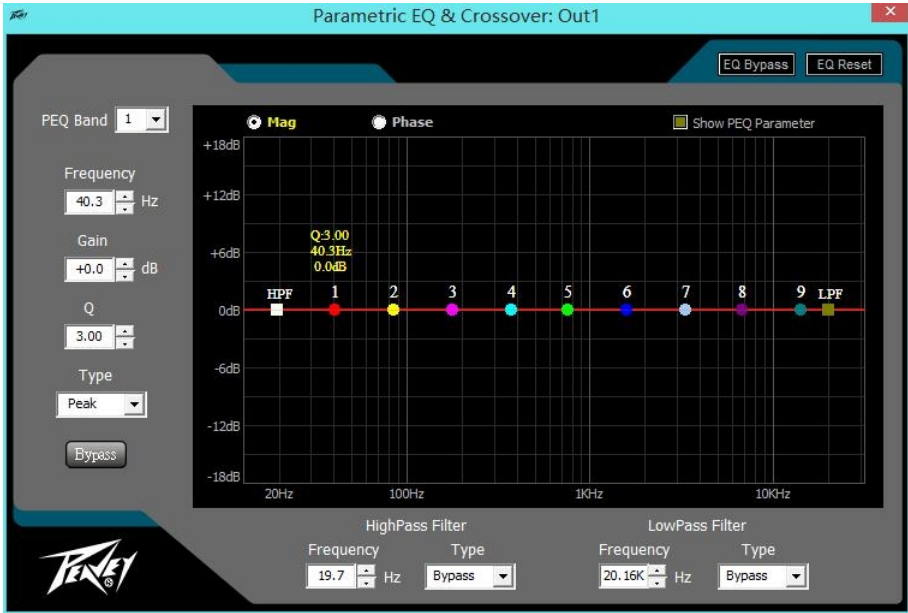 Peavey
Parametric EQ & Crossover: Out1
EQ Bypass EQ Reset
PEQ Band 1
Mag Phase Show PEQ Parameter
Frequency
40.3 Hz
Gain
+0.0 dB
Q
3.00
Type
Peak
Bypass
+18dB
+12dB
+6dB
0dB
-6dB
-12dB
-18dB
Q:3.00
40.3Hz
0.0dB
HPF 1 2 3 4 5 6 7 8 9 LPF
20Hz 100Hz 1KHz 10KHz
HighPass Filter
Frequency Type
19.7 Hz Bypass
LowPass Filter
Frequency Type
20.16K Hz Bypass
PEAVEY ®